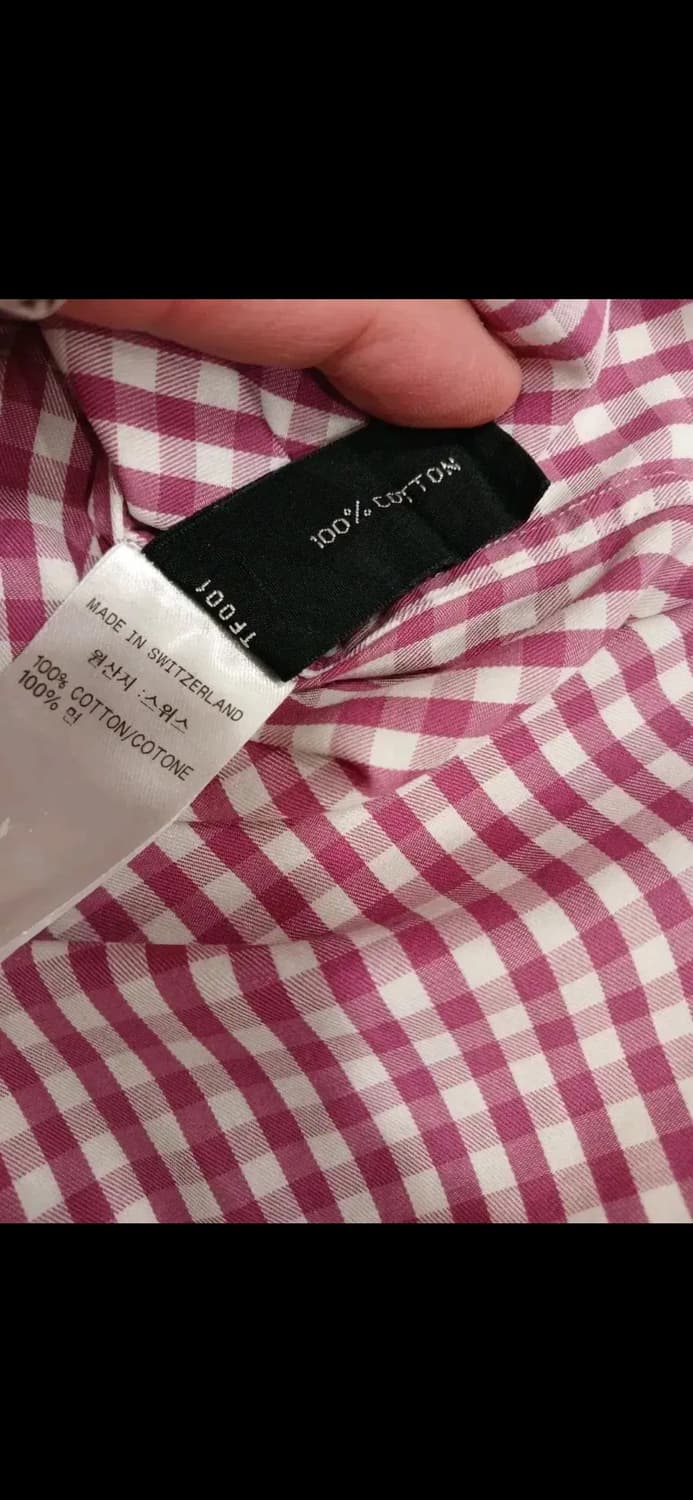 100% COTTON
TF001
MADE IN SWITZERLAND
원산지 :스위스
100% COTTON/COTONE
100% 면